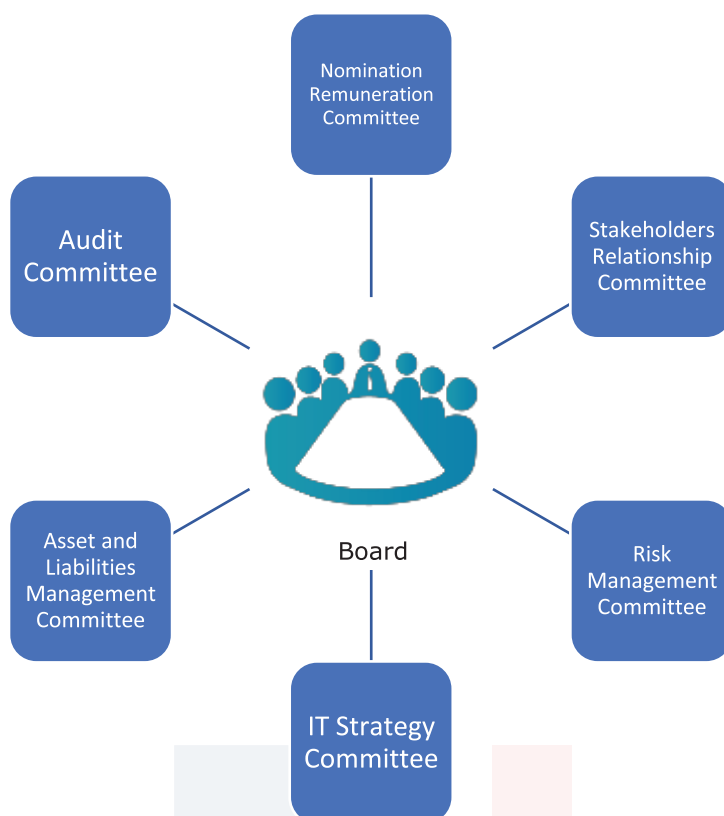 Nomination
Remuneration
Committee
Audit
Committee
Stakeholders
Relationship
Committee
Board
Asset and
Liabilities
Management
Committee
Risk
Management
Committee
IT Strategy
Committee